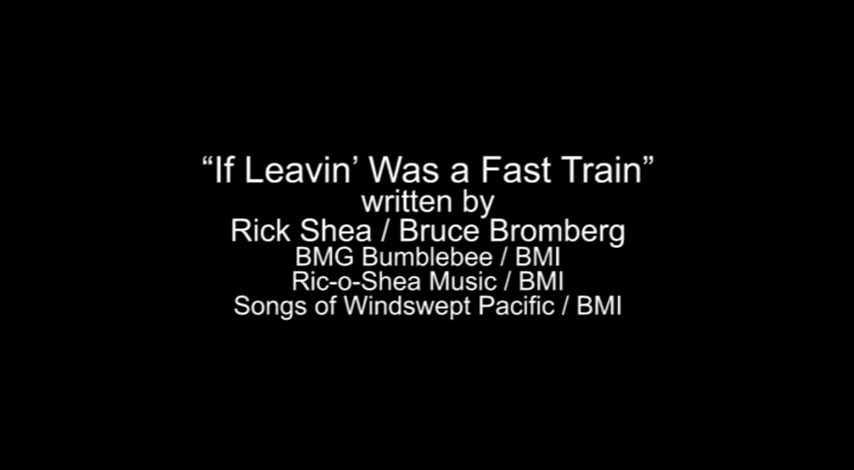 “If Leavin’ Was a Fast Train”
written by
Rick Shea / Bruce Bromberg
BMG Bumblebee / BMI
Ric-o-Shea Music / BMI
Songs of Windswept Pacific / BMI